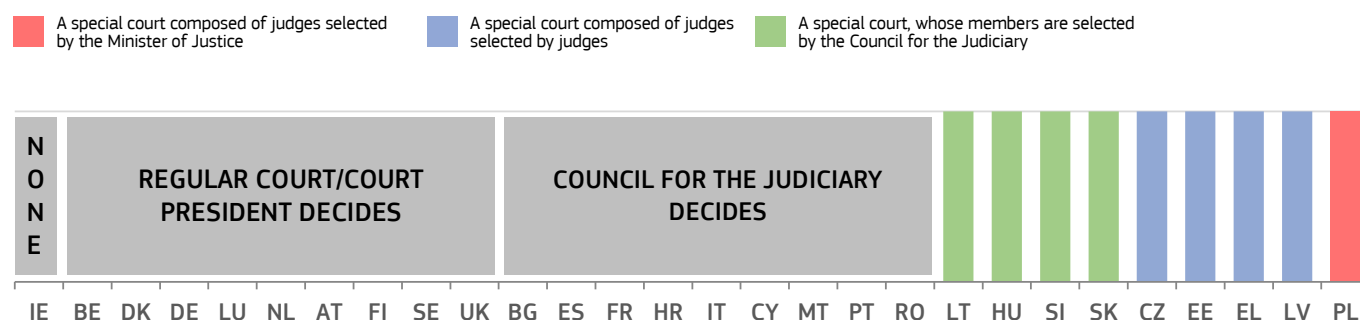 A special court composed of judges selected
by the Minister of Justice
A special court composed of judges
selected by judges
A special court, whose members are selected
by the Council for the Judiciary
N
O
N
E
REGULAR COURT/COURT
PRESIDENT DECIDES
COUNCIL FOR THE JUDICIARY
DECIDES
IE BE DK DE LU NL AT FI SE UK BG ES FR HR IT CY MT PT RO LT HU SI SK CZ EE EL LV PL